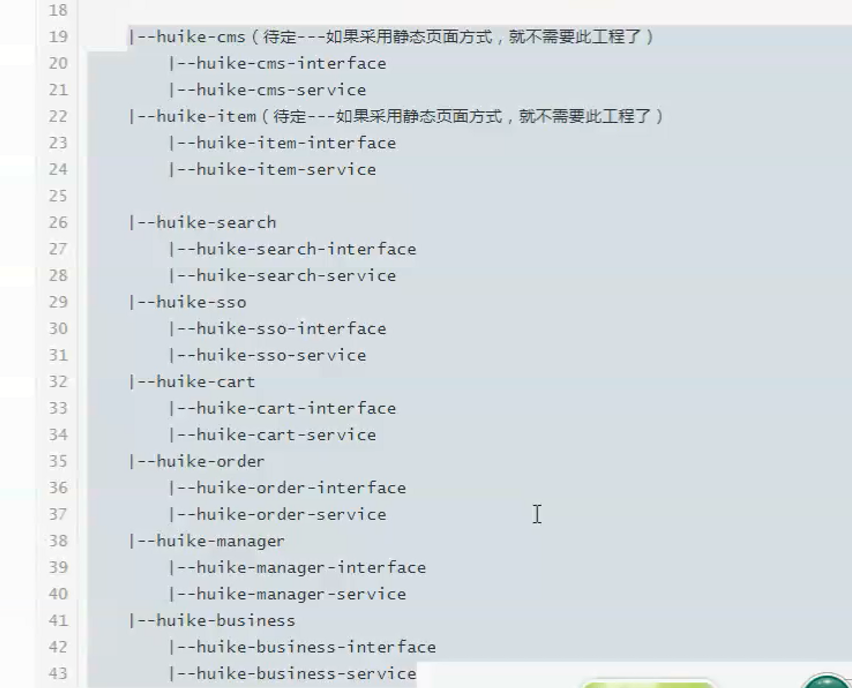 18
19 |--huike-cms（待定---如果采用静态页面方式，就不需要此工程了）
20 |--huike-cms-interface
21 |--huike-cms-service
22 |--huike-item（待定---如果采用静态页面方式，就不需要此工程了）
23 |--huike-item-interface
24 |--huike-item-service
25
26 |--huike-search
27 |--huike-search-interface
28 |--huike-search-service
29 |--huike-sso
30 |--huike-sso-interface
31 |--huike-sso-service
32 |--huike-cart
33 |--huike-cart-interface
34 |--huike-cart-service
35 |--huike-order
36 |--huike-order-interface
37 |--huike-order-service
38 |--huike-manager
39 |--huike-manager-interface
40 |--huike-manager-service
41 |--huike-business
42 |--huike-business-interface
43 |--huike-business-service